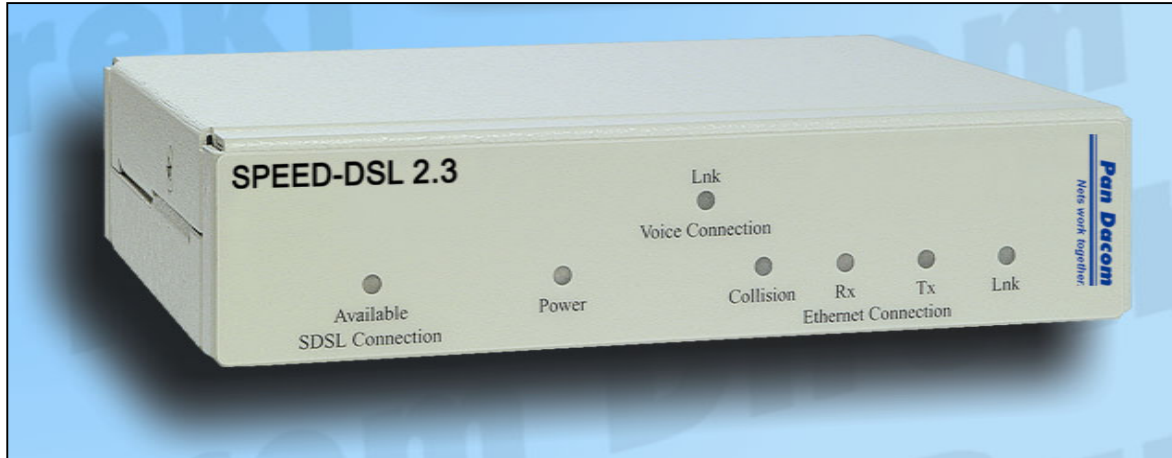 SPEED-DSL 2.3
Lnk
Voice Connection
Available
SDSL Connection
Power
Collision
Rx
Tx
Lnk
Ethernet Connection
Pan Dacom
Nets work together.